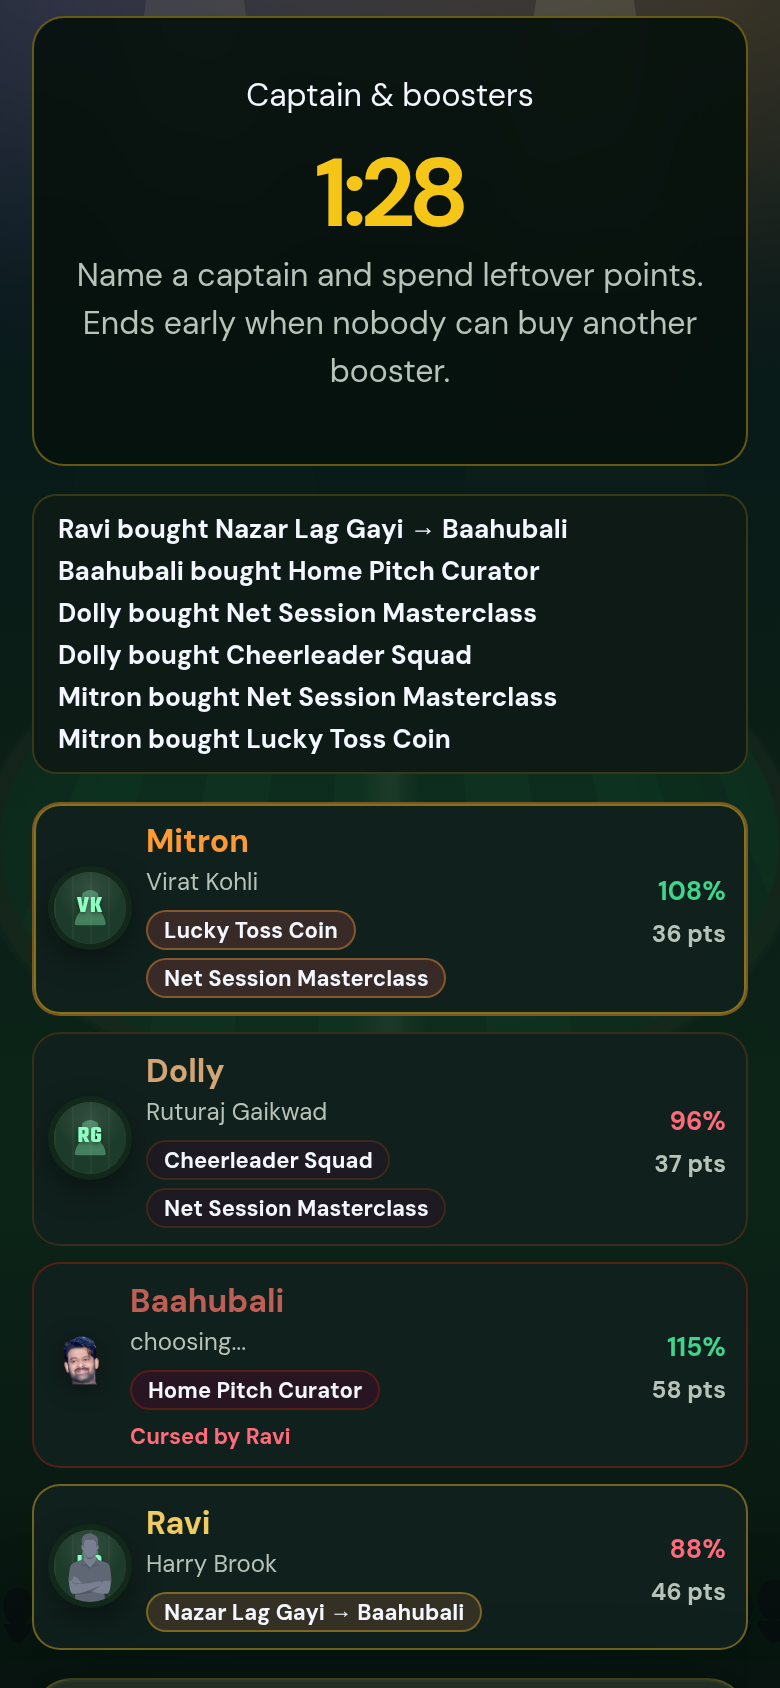 Captain & boosters
1:28
Name a captain and spend leftover points.
Ends early when nobody can buy another
booster.
Ravi bought Nazar Lag Gayi → Baahubali
Baahubali bought Home Pitch Curator
Dolly bought Net Session Masterclass
Dolly bought Cheerleader Squad
Mitron bought Net Session Masterclass
Mitron bought Lucky Toss Coin
Mitron
Virat Kohli
VK
108%
Lucky Toss Coin
36 pts
Net Session Masterclass
Dolly
Ruturaj Gaikwad
RG
96%
Cheerleader Squad
37 pts
Net Session Masterclass
Baahubali
choosing...
115%
Home Pitch Curator
58 pts
Cursed by Ravi
Ravi
Harry Brook
88%
Nazar Lag Gayi → Baahubali
46 pts